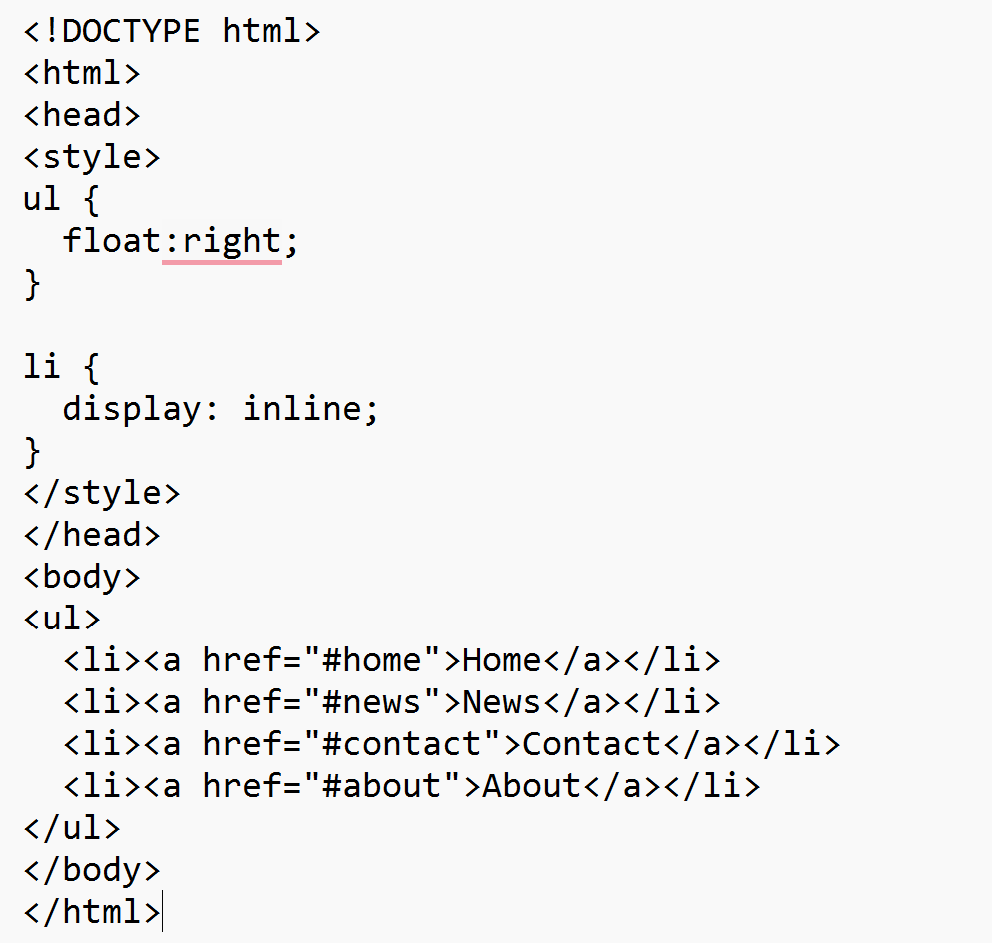 <!DOCTYPE html>
<html>
<head>
<style>
ul {
  float:right;
}

li {
  display: inline;
}
</style>
</head>
<body>
<ul>
  <li><a href="#home">Home</a></li>
  <li><a href="#news">News</a></li>
  <li><a href="#contact">Contact</a></li>
  <li><a href="#about">About</a></li>
</ul>
</body>
</html>